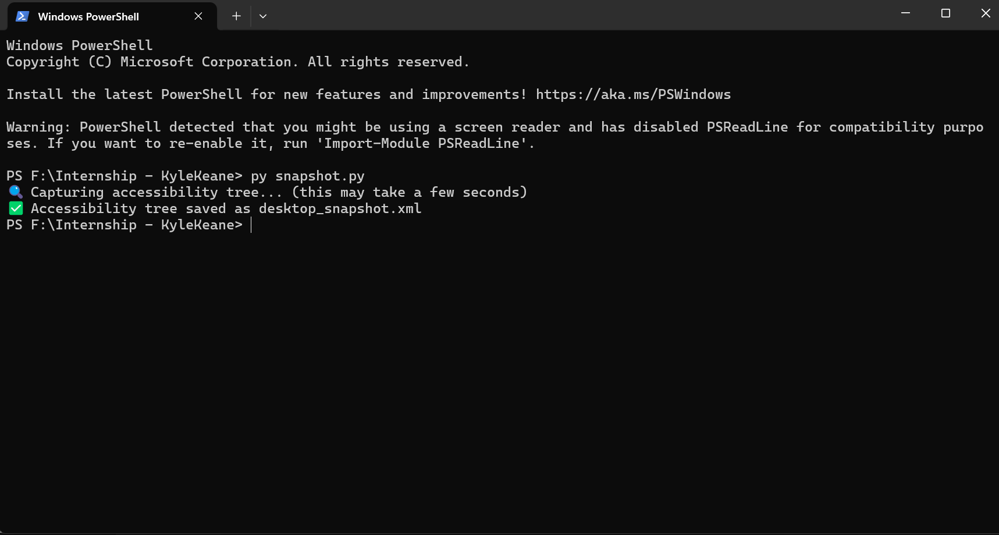 Windows PowerShell
Windows PowerShell
Copyright (C) Microsoft Corporation. All rights reserved.
Install the latest PowerShell for new features and improvements! https://aka.ms/PSWindows
Warning: PowerShell detected that you might be using a screen reader and has disabled PSReadLine for compatibility purpo
ses. If you want to re-enable it, run 'Import-Module PSReadLine'.
PS F:\Internship - KyleKeane> py snapshot.py
🔍 Capturing accessibility tree... (this may take a few seconds)
✅ Accessibility tree saved as desktop_snapshot.xml
PS F:\Internship - KyleKeane>